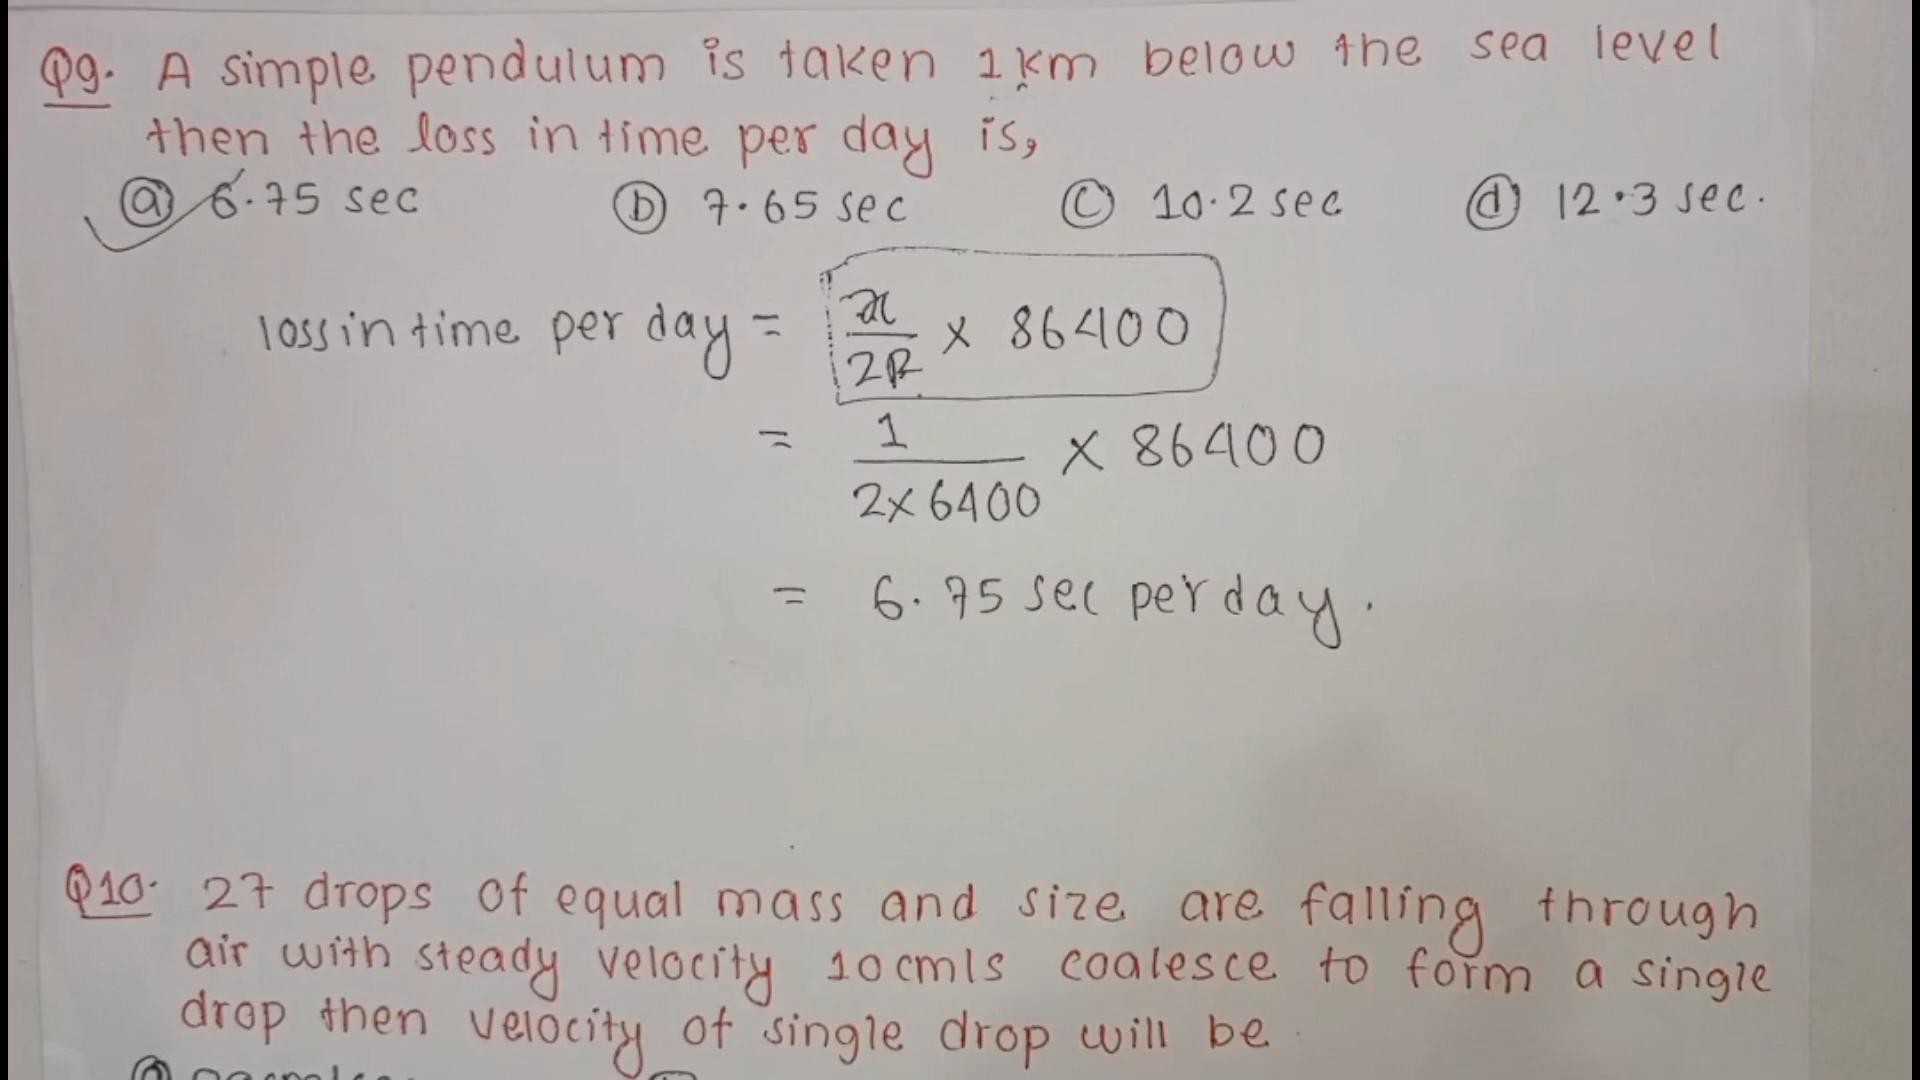 Q9. A simple pendulum is taken 1 km below the sea level
then the loss in time per day is,
ⓐ 6.75 sec ⓑ 7.65 sec ⓒ 10.2 sec ⓓ 12.3 sec.
loss in time per day = x/2R × 86400
= 1/2×6400 × 86400
= 6.75 sec per day.
Q10. 27 drops of equal mass and size are falling through
air with steady velocity 10cm/s coalesce to form a single
drop then velocity of single drop will be